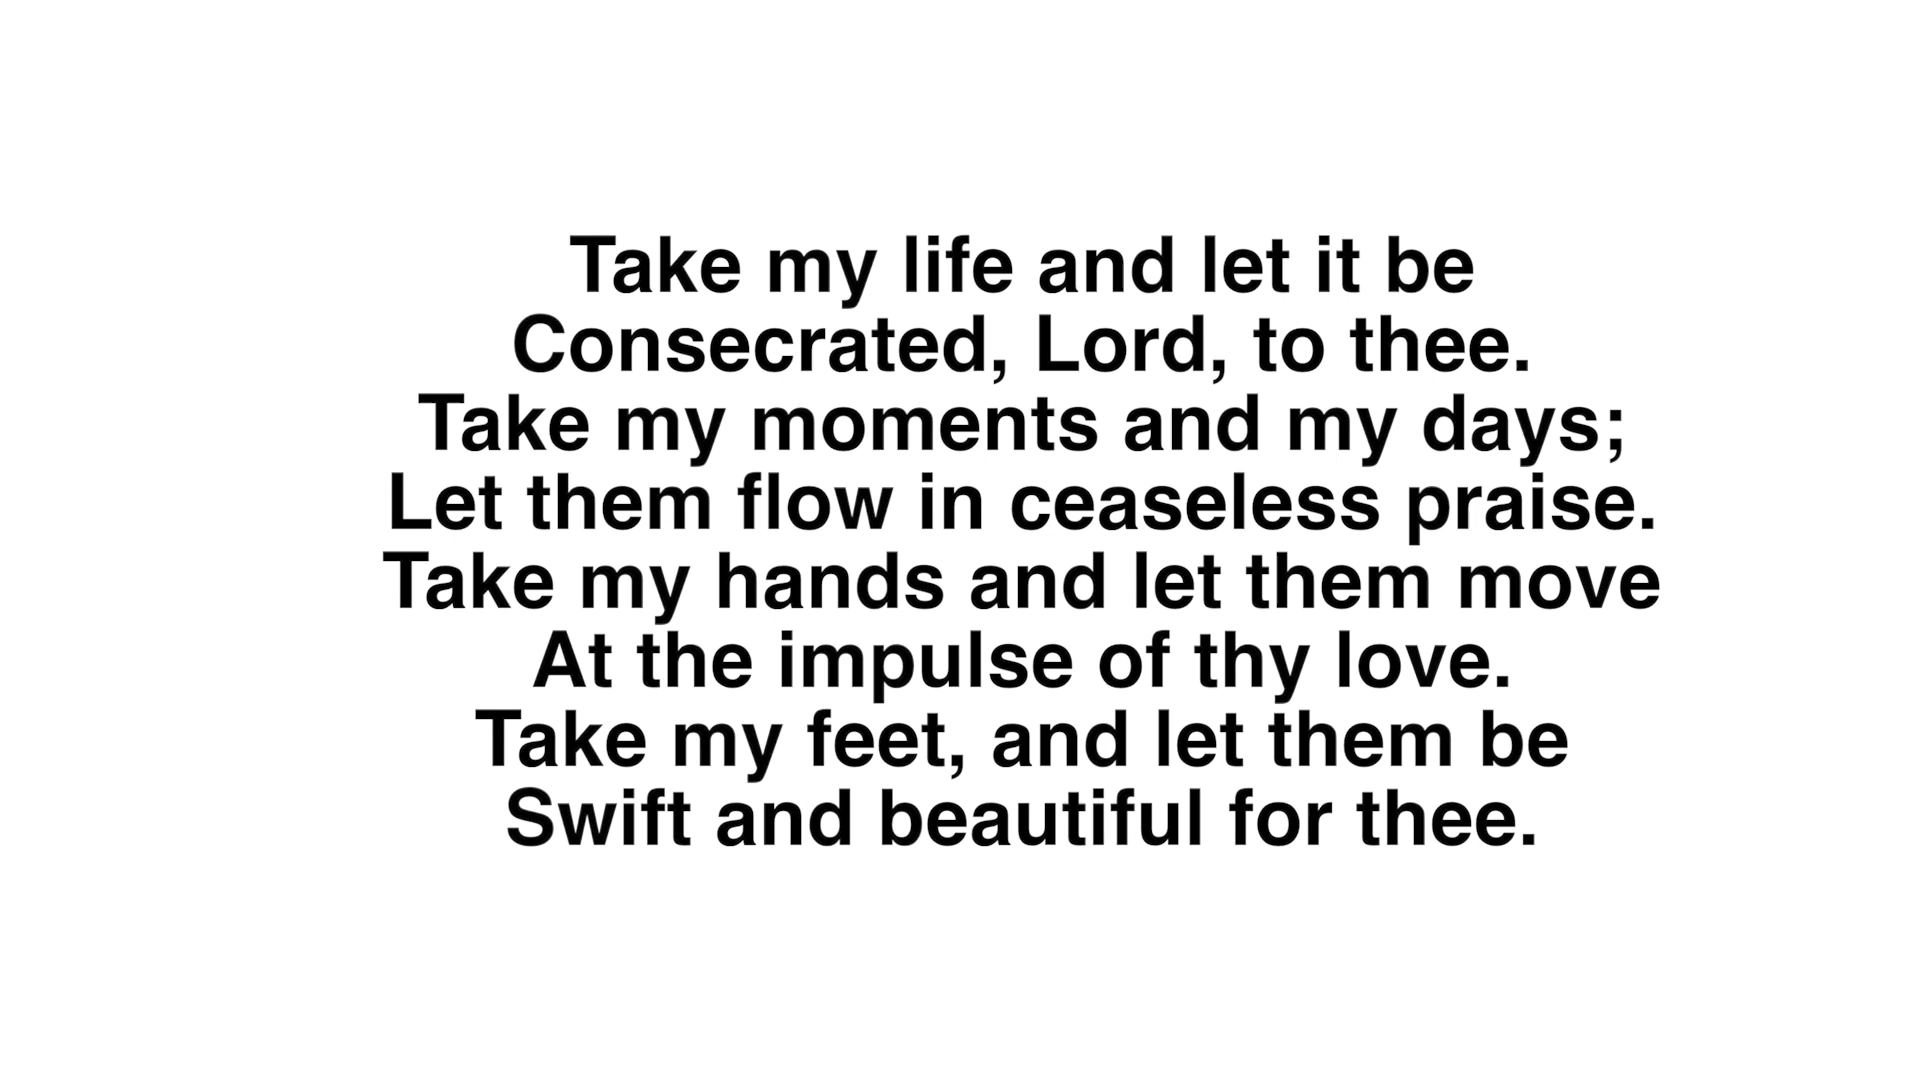 Take my life and let it be
Consecrated, Lord, to thee.
Take my moments and my days;
Let them flow in ceaseless praise.
Take my hands and let them move
At the impulse of thy love.
Take my feet, and let them be
Swift and beautiful for thee.